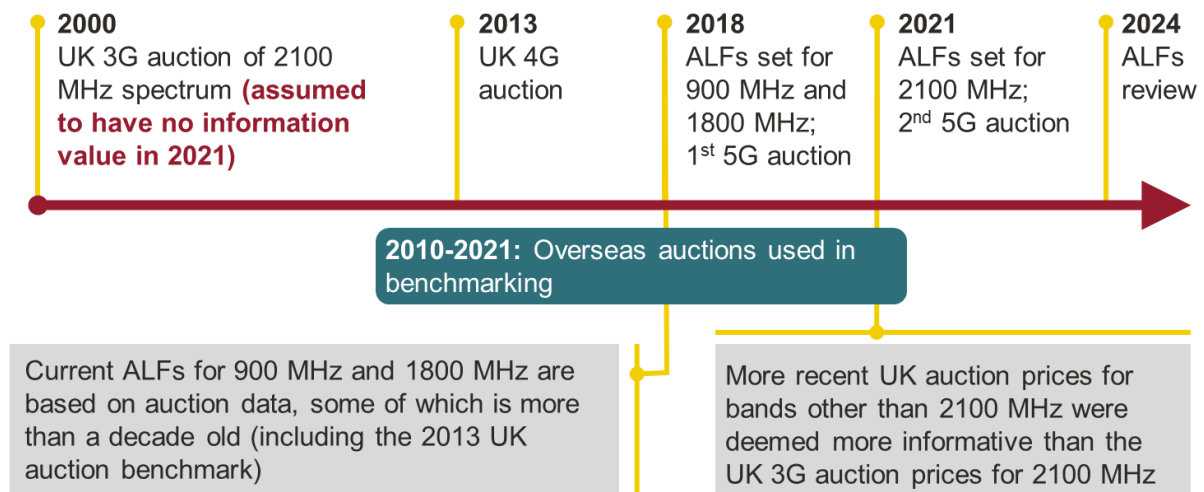 2000
UK 3G auction of 2100
MHz spectrum (assumed
to have no information
value in 2021)
2013
UK 4G
auction
2018
ALFs set for
900 MHz and
1800 MHz;
1st 5G auction
2021
ALFs set for
2100 MHz;
2nd 5G auction
2024
ALFs
review
2010-2021: Overseas auctions used in
benchmarking
Current ALFs for 900 MHz and 1800 MHz are
based on auction data, some of which is more
than a decade old (including the 2013 UK
auction benchmark)
More recent UK auction prices for
bands other than 2100 MHz were
deemed more informative than the
UK 3G auction prices for 2100 MHz